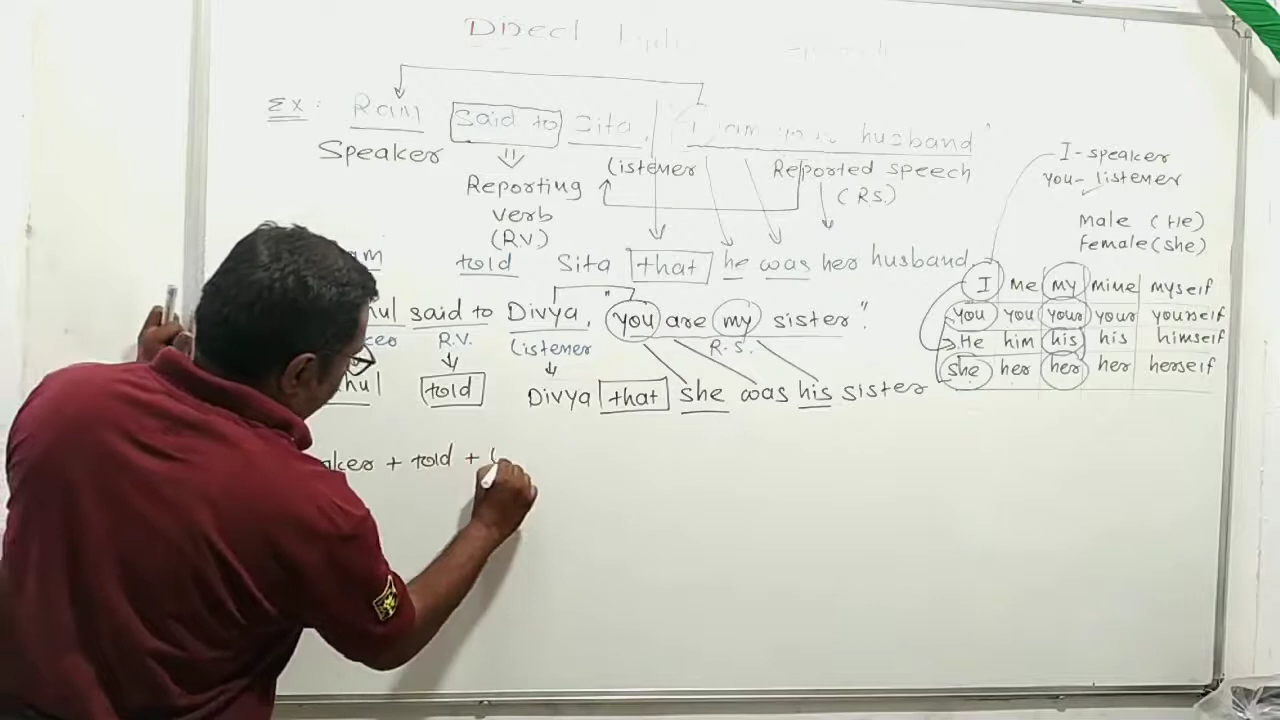 Direct
Ex : Ram said to Sita, "I am your husband"
Speaker Listener Reported speech
(RS.)
Reporting
verb
(R.V)
I - speaker
you - listener
Male (He)
Female (she)
told Sita that he was her husband
I me my mine myself
you you your your yourself
He him his his himself
she her her her herself
said to Divya, "you are my sister".
R.V. Listener R.S.
told Divya that she was his sister
+ told +